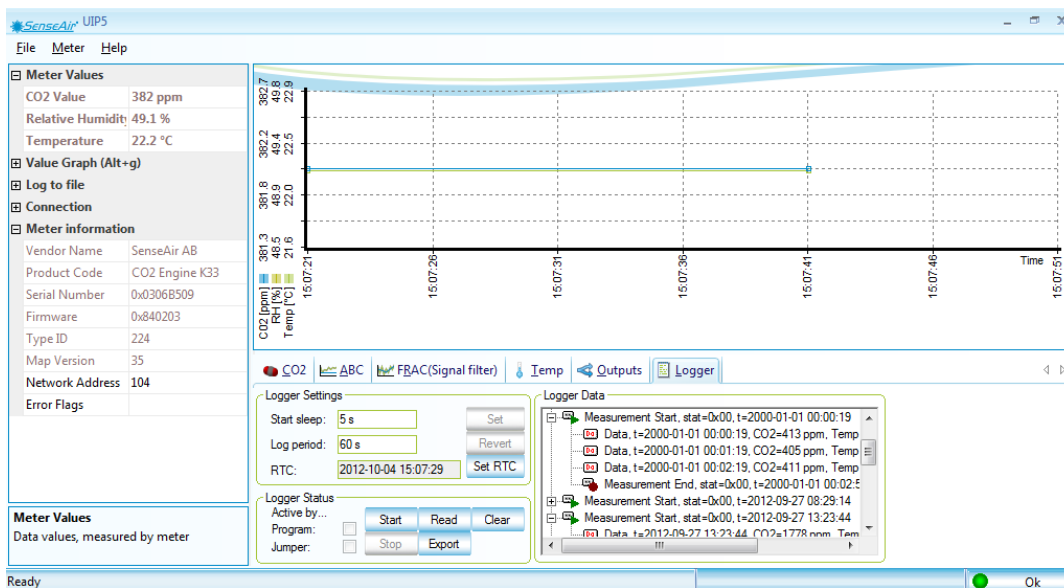 SenseAir® UIP5
File Meter Help
Meter Values
CO2 Value 382 ppm
Relative Humidity 49.1 %
Temperature 22.2 °C
Value Graph (Alt+g)
Log to file
Connection
Meter information
Vendor Name SenseAir AB
Product Code CO2 Engine K33
Serial Number 0x0306B509
Firmware 0x840203
Type ID 224
Map Version 35
Network Address 104
Error Flags
Meter Values
Data values, measured by meter
382.7 382.2 381.8 381.3 CO2 [ppm]
49.8 49.4 48.9 48.5 RH [%]
22.9 22.5 22.0 21.6 Temp [°C]
15:07:21 15:07:26 15:07:31 15:07:36 15:07:41 15:07:46 15:07:51
Time
CO2 ABC FRAC(Signal filter) Temp Outputs Logger
Logger Settings
Start sleep: 5 s Set
Log period: 60 s Revert
RTC: 2012-10-04 15:07:29 Set RTC
Logger Status
Active by...
Program: Start Read Clear
Jumper: Stop Export
Logger Data
Measurement Start, stat=0x00, t=2000-01-01 00:00:19
Data, t=2000-01-01 00:00:19, CO2=413 ppm, Temp
Data, t=2000-01-01 00:01:19, CO2=405 ppm, Temp
Data, t=2000-01-01 00:02:19, CO2=411 ppm, Temp
Measurement End, stat=0x00, t=2000-01-01 00:02:5
Measurement Start, stat=0x00, t=2012-09-27 08:29:14
Measurement Start, stat=0x00, t=2012-09-27 13:23:44
Data, t=2012-09-27 13:23:44, CO2=1778 ppm, Tem
Ready Ok